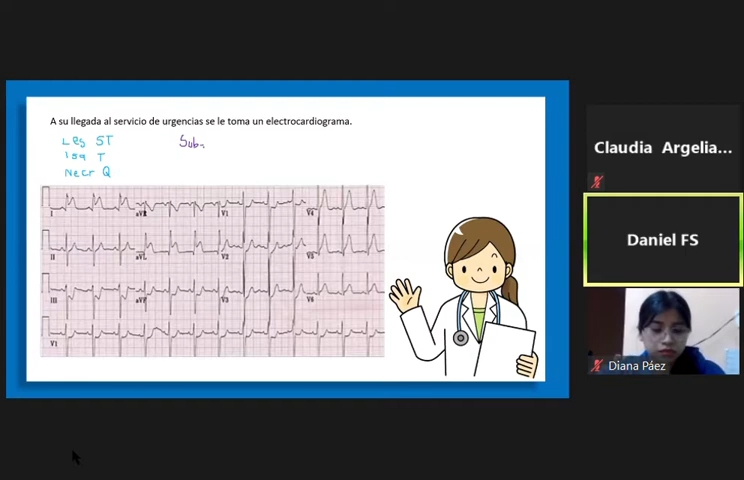 A su llegada al servicio de urgencias se le toma un electrocardiograma.
Les ST
Isq T
Necr Q
Sub-
I
aVR
V1
V4
II
aVL
V2
V5
III
aVF
V3
V6
V1
Claudia Argelia...
Daniel FS
Diana Páez